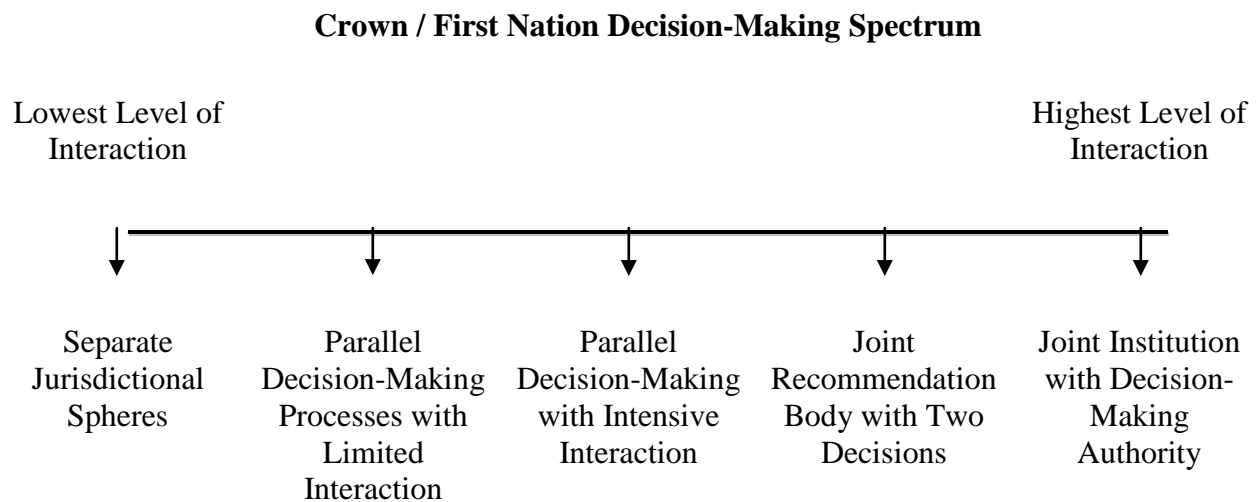 Crown / First Nation Decision-Making Spectrum
Lowest Level of
Interaction
Highest Level of
Interaction
Separate
Jurisdictional
Spheres
Parallel
Decision-Making
Processes with
Limited
Interaction
Parallel
Decision-Making
with Intensive
Interaction
Joint
Recommendation
Body with Two
Decisions
Joint Institution
with Decision-
Making
Authority